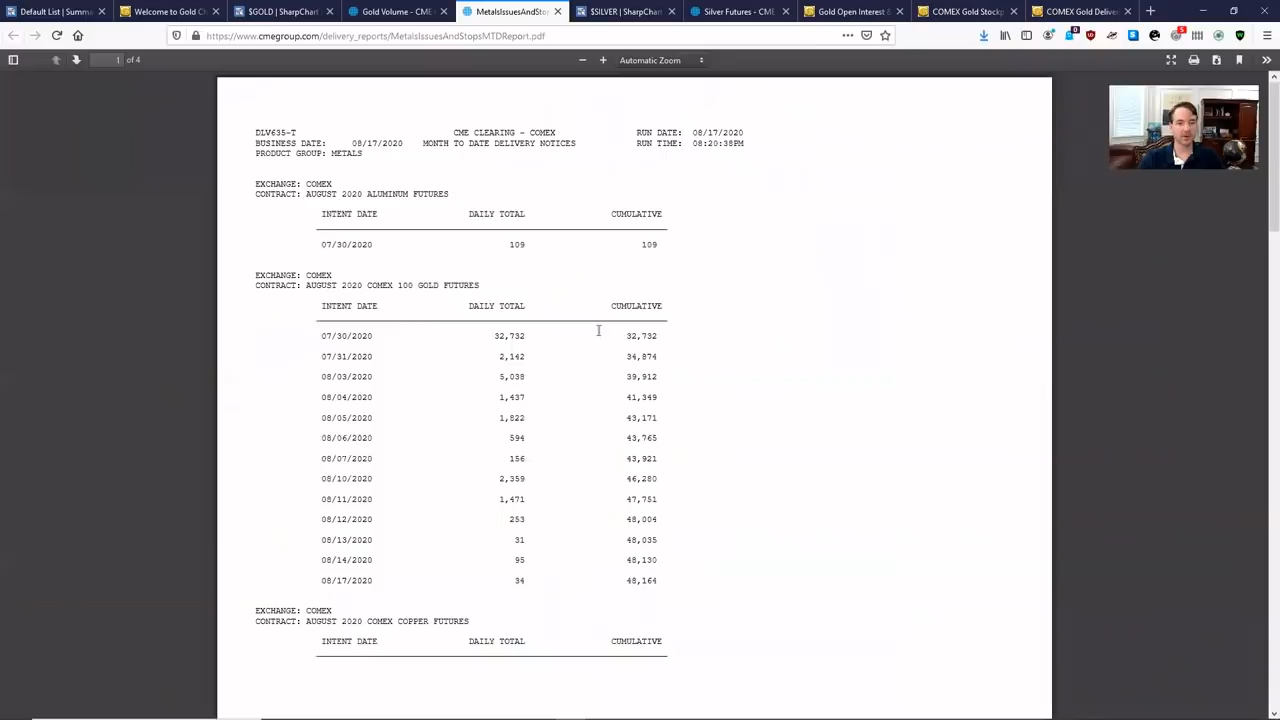 Default List | Summa
Welcome to Gold Ch
$GOLD | SharpChart
Gold Volume - CME
MetalsIssuesAndStop
$SILVER | SharpChart
Silver Futures - CME
Gold Open Interest &
COMEX Gold Stockp
COMEX Gold Deliver
https://www.cmegroup.com/delivery_reports/MetalsIssuesAndStopsMTDReport.pdf
1 of 4
Automatic Zoom
DLV635-T CME CLEARING - COMEX RUN DATE: 08/17/2020
BUSINESS DATE: 08/17/2020 MONTH TO DATE DELIVERY NOTICES RUN TIME: 08:20:38PM
PRODUCT GROUP: METALS
EXCHANGE: COMEX
CONTRACT: AUGUST 2020 ALUMINUM FUTURES
INTENT DATE DAILY TOTAL CUMULATIVE
07/30/2020 109 109
EXCHANGE: COMEX
CONTRACT: AUGUST 2020 COMEX 100 GOLD FUTURES
INTENT DATE DAILY TOTAL CUMULATIVE
07/30/2020 32,732 32,732
07/31/2020 2,142 34,874
08/03/2020 5,038 39,912
08/04/2020 1,437 41,349
08/05/2020 1,822 43,171
08/06/2020 594 43,765
08/07/2020 156 43,921
08/10/2020 2,359 46,280
08/11/2020 1,471 47,751
08/12/2020 253 48,004
08/13/2020 31 48,035
08/14/2020 95 48,130
08/17/2020 34 48,164
EXCHANGE: COMEX
CONTRACT: AUGUST 2020 COMEX COPPER FUTURES
INTENT DATE DAILY TOTAL CUMULATIVE